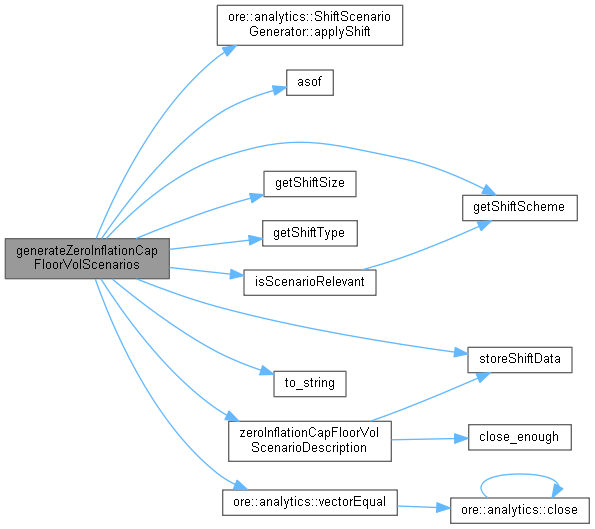 ore::analytics::ShiftScenario
Generator::applyShift
asof
getShiftSize
getShiftScheme
getShiftType
generateZeroInflationCap
FloorVolScenarios
isScenarioRelevant
storeShiftData
to_string
zeroInflationCapFloorVol
ScenarioDescription
close_enough
ore::analytics::vectorEqual
ore::analytics::close